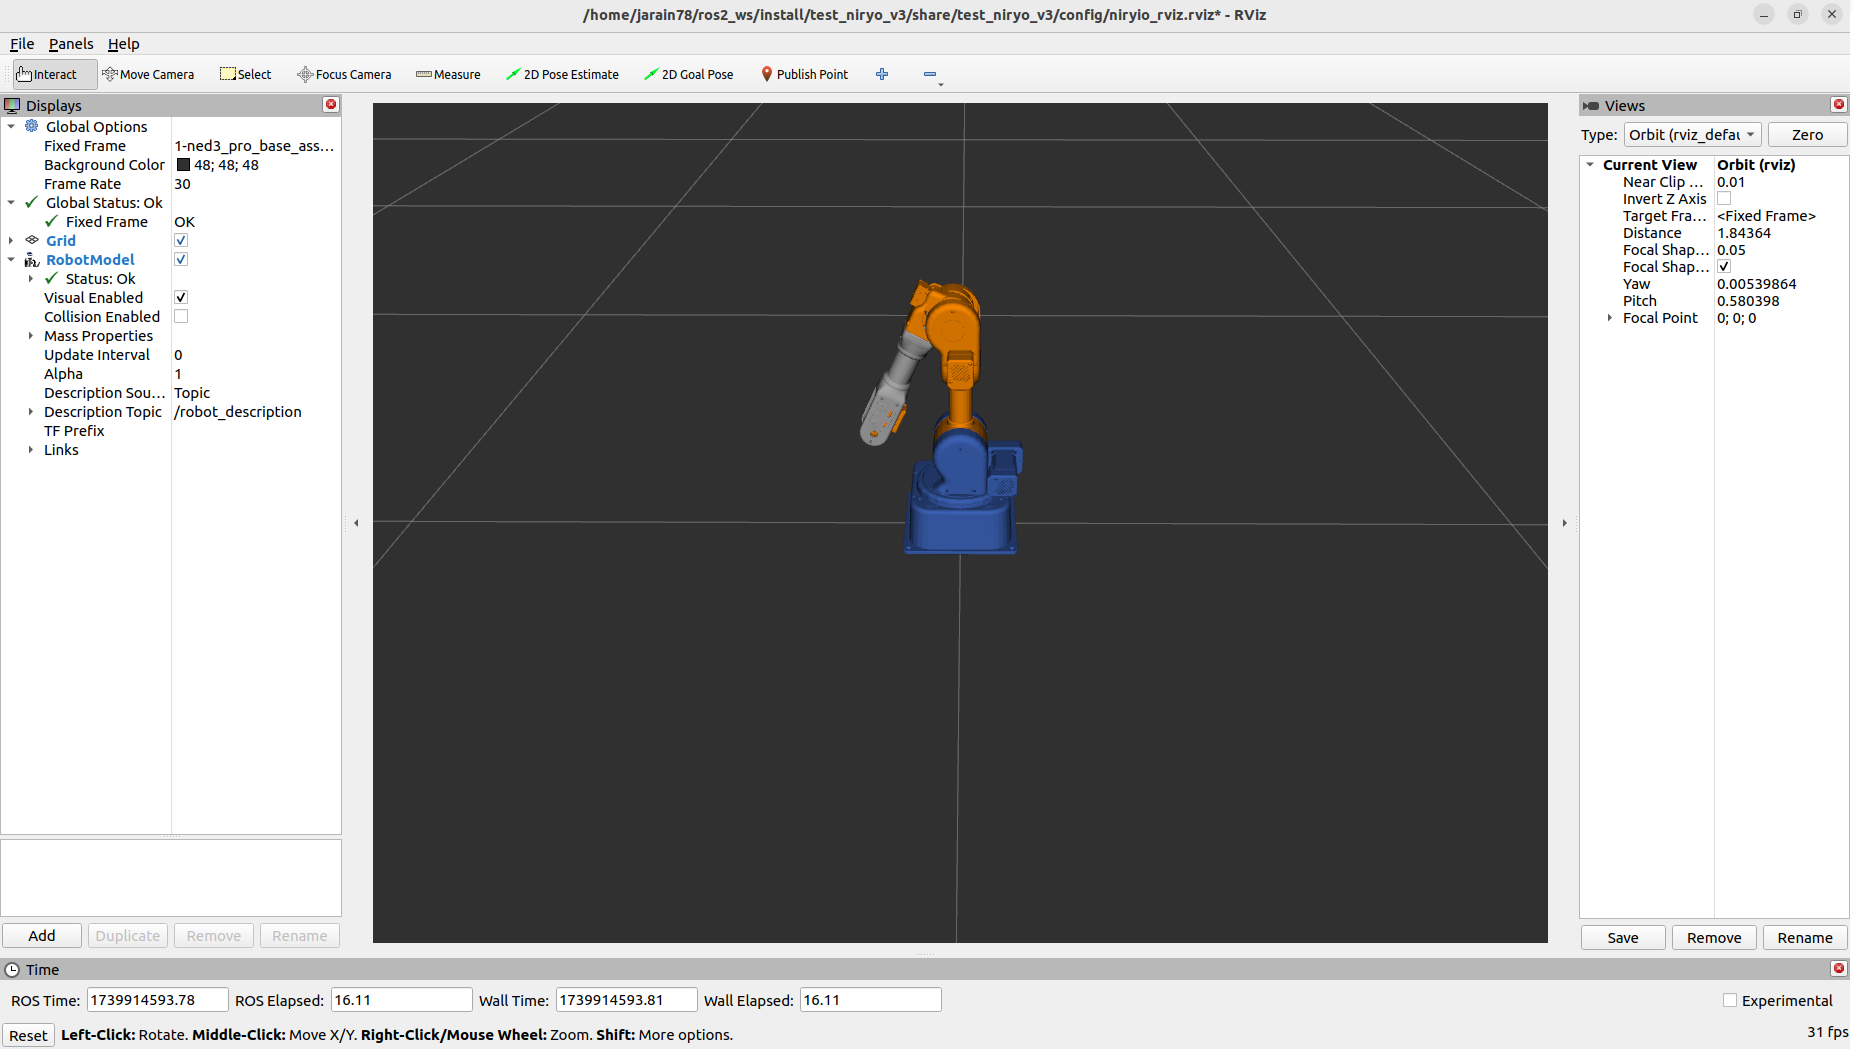 /home/jarain78/ros2_ws/install/test_niryo_v3/share/test_niryo_v3/config/niryio_rviz.rviz* - RViz
File Panels Help
Interact Move Camera Select Focus Camera Measure 2D Pose Estimate 2D Goal Pose Publish Point
Displays
Global Options
Fixed Frame 1-ned3_pro_base_ass...
Background Color 48; 48; 48
Frame Rate 30
Global Status: Ok
Fixed Frame OK
Grid
RobotModel
Status: Ok
Visual Enabled
Collision Enabled
Mass Properties
Update Interval 0
Alpha 1
Description Sou... Topic
Description Topic /robot_description
TF Prefix
Links
Add Duplicate Remove Rename
Views
Type: Orbit (rviz_defau Zero
Current View Orbit (rviz)
Near Clip ... 0.01
Invert Z Axis
Target Fra... <Fixed Frame>
Distance 1.84364
Focal Shap... 0.05
Focal Shap...
Yaw 0.00539864
Pitch 0.580398
Focal Point 0; 0; 0
Save Remove Rename
Time
ROS Time: 1739914593.78 ROS Elapsed: 16.11 Wall Time: 1739914593.81 Wall Elapsed: 16.11 Experimental
Reset Left-Click: Rotate. Middle-Click: Move X/Y. Right-Click/Mouse Wheel: Zoom. Shift: More options. 31 fps